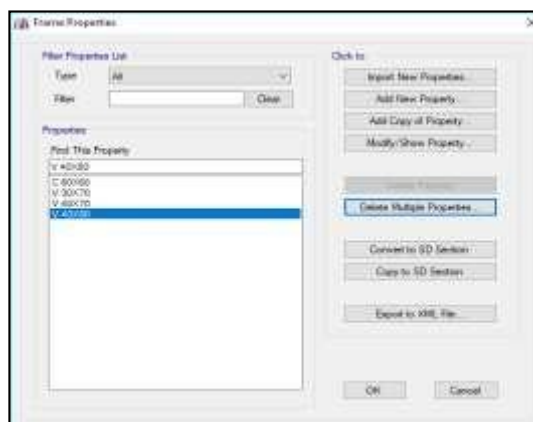 Frame Properties
Filter Properties List
Type
All
Filter
Clear
Properties
Find This Property
V 40X80
C 60X60
V 30X70
V 40X70
V 40X80
Click to:
Import New Properties...
Add New Property...
Add Copy of Property...
Modify/Show Property...
Delete Property
Delete Multiple Properties...
Convert to SD Section
Copy to SD Section
Export to XML File...
OK
Cancel